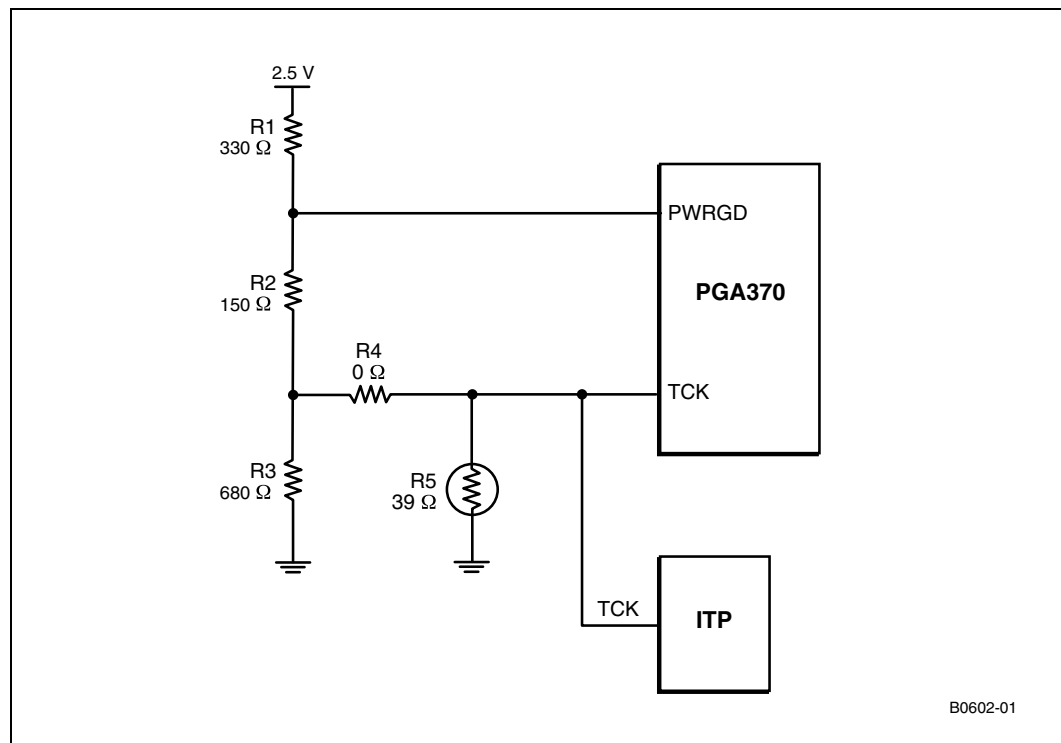 2.5 V
R1
330 Ω
PWRGD
R2
150 Ω
PGA370
R4
0 Ω
TCK
R3
680 Ω
R5
39 Ω
TCK
ITP
B0602-01